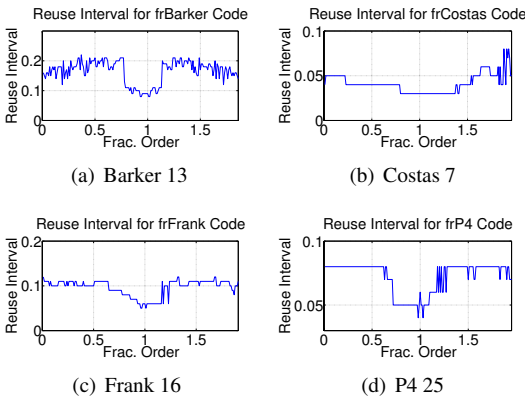 Reuse Interval for frBarker Code
Reuse Interval
0.2
0.1
0
0 0.5 1 1.5
Frac. Order
(a) Barker 13
Reuse Interval for frCostas Code
Reuse Interval
0.1
0.05
0
0 0.5 1 1.5
Frac. Order
(b) Costas 7
Reuse Interval for frFrank Code
Reuse Interval
0.2
0.1
0
0 0.5 1 1.5
Frac. Order
(c) Frank 16
Reuse Interval for frP4 Code
Reuse Interval
0.1
0.05
0 0.5 1 1.5
Frac. Order
(d) P4 25